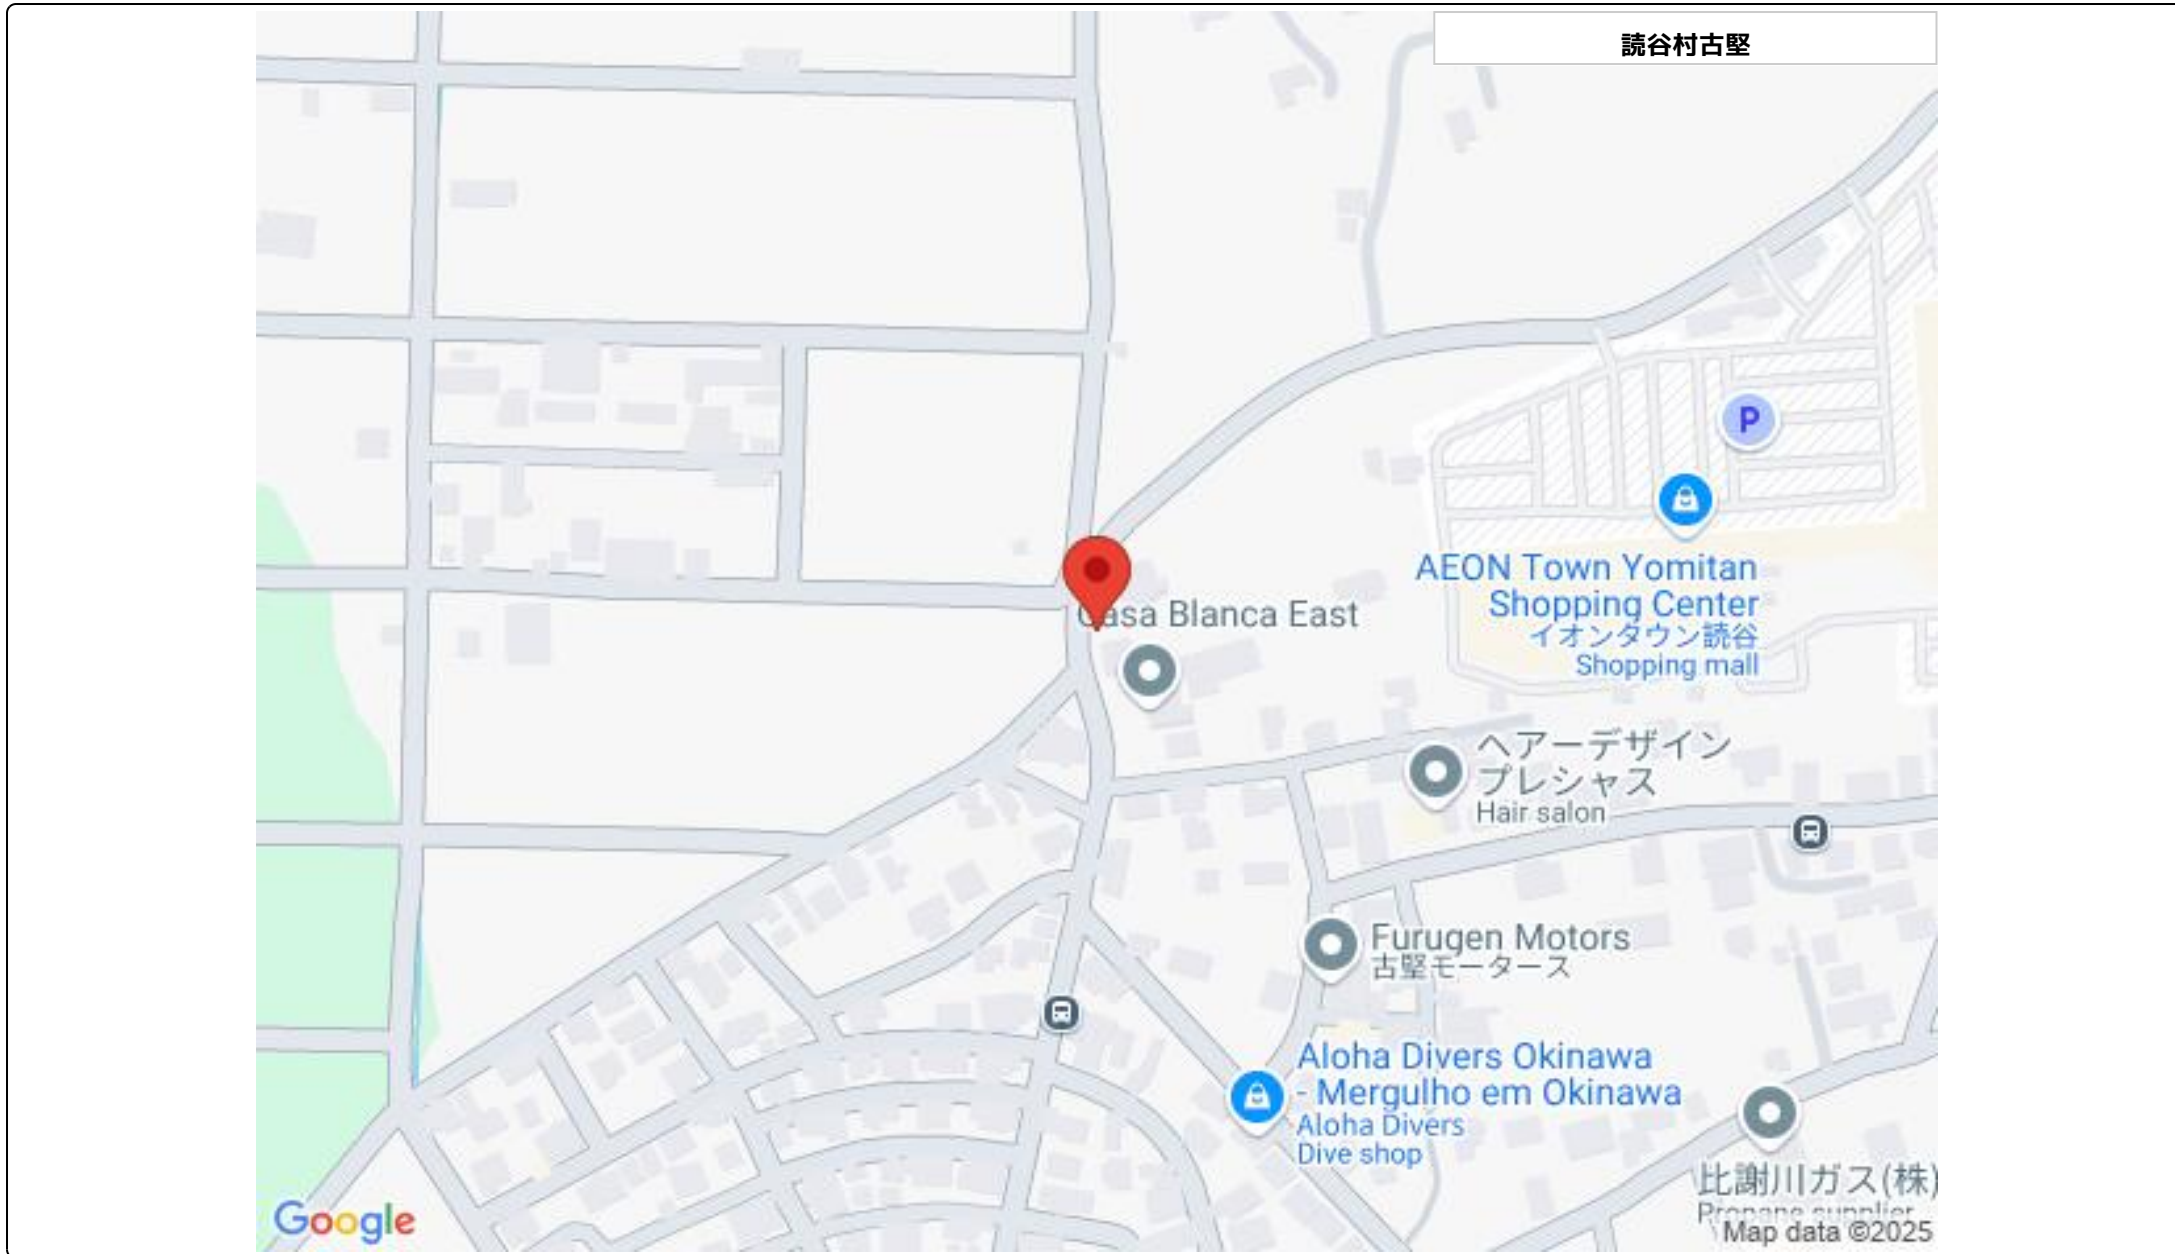 読谷村古堅
P
AEON Town Yomitan
Shopping Center
イオンタウン読谷
Shopping mall
Casa Blanca East
ヘアーデザイン
プレシャス
Hair salon
Furugen Motors
古堅モータース
Aloha Divers Okinawa
- Mergulho em Okinawa
Aloha Divers
Dive shop
比謝川ガス(株)
Propane supplier
Google
Map data ©2025